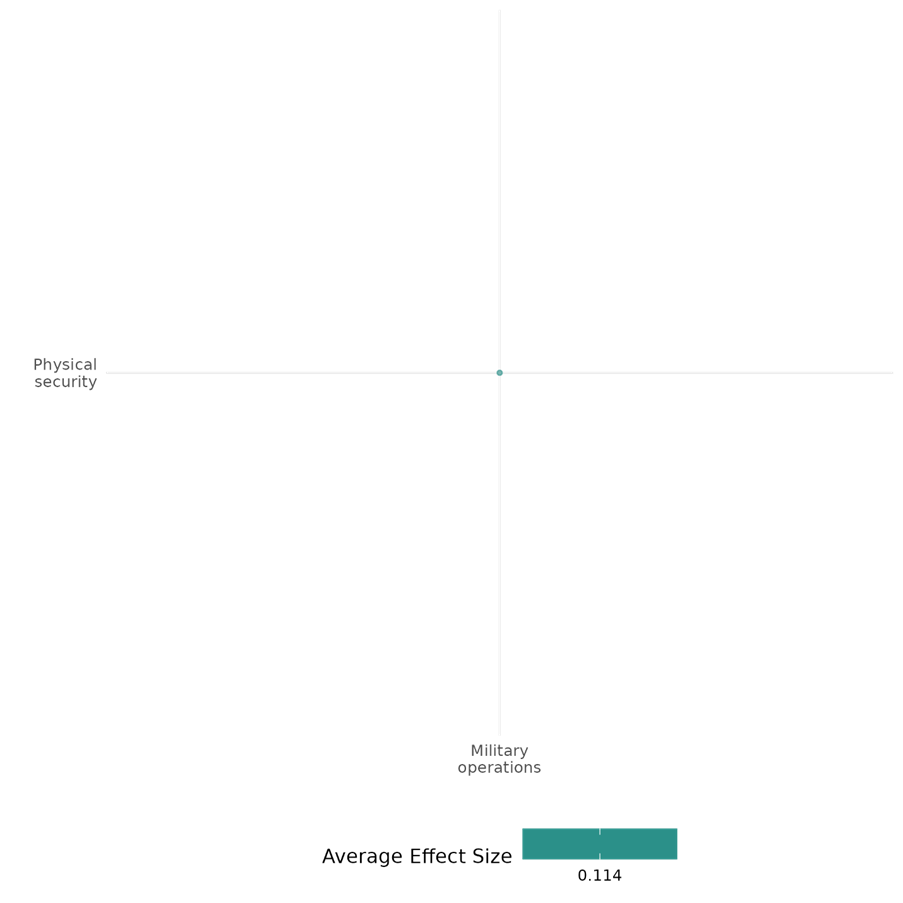 Physical
security
Military
operations
Average Effect Size
0.114